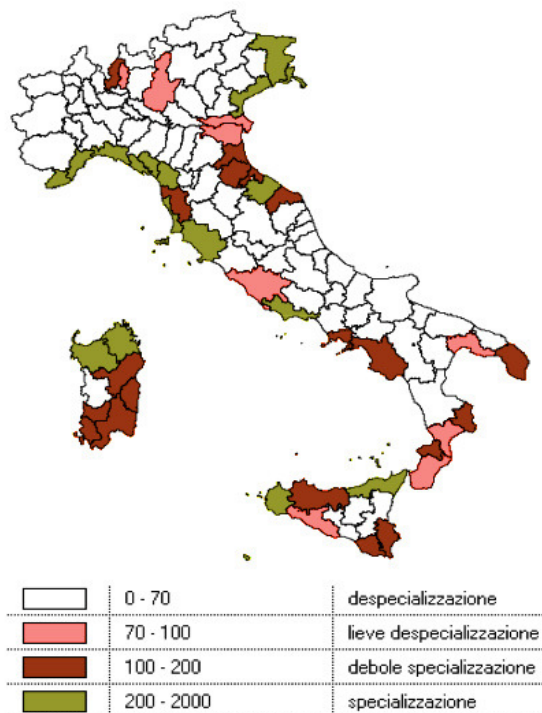 0 - 70 despecializzazione
70 - 100 lieve despecializzazione
100 - 200 debole specializzazione
200 - 2000 specializzazione